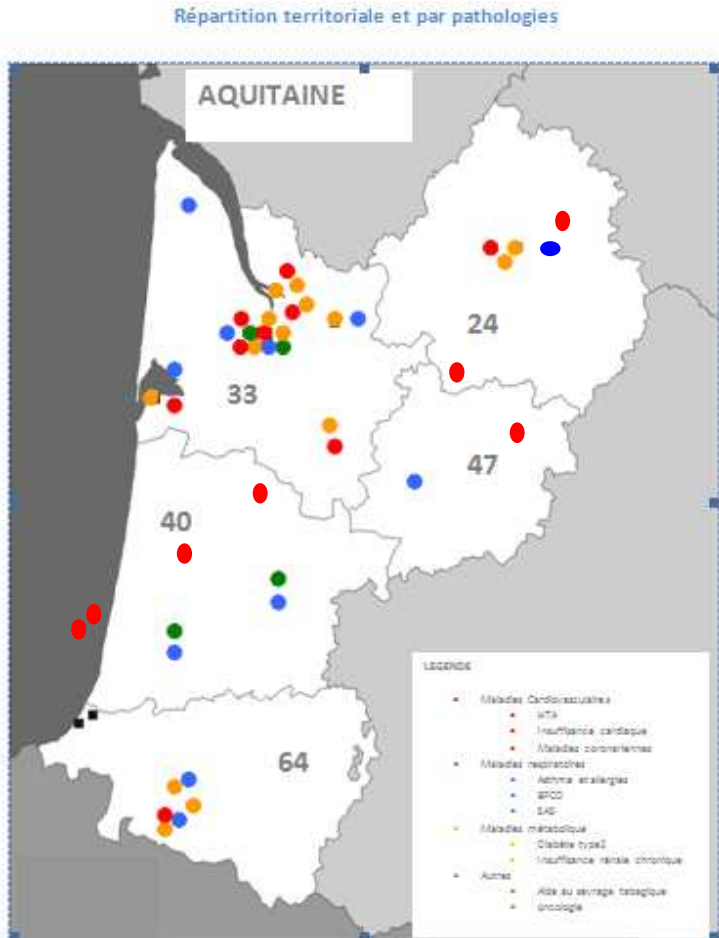 Répartition territoriale et par pathologies
AQUITAINE
24
33
47
40
64
LEGENDE
Maladies Cardiovasculaires
HTA
Insuffisance cardiaque
Maladies coronariennes
Maladies respiratoires
Asthme et allergies
BPCO
SAS
Maladies métabolique
Diabète type2
Insuffisance rénale chronique
Autres
Aide au sevrage tabagique
oncologie